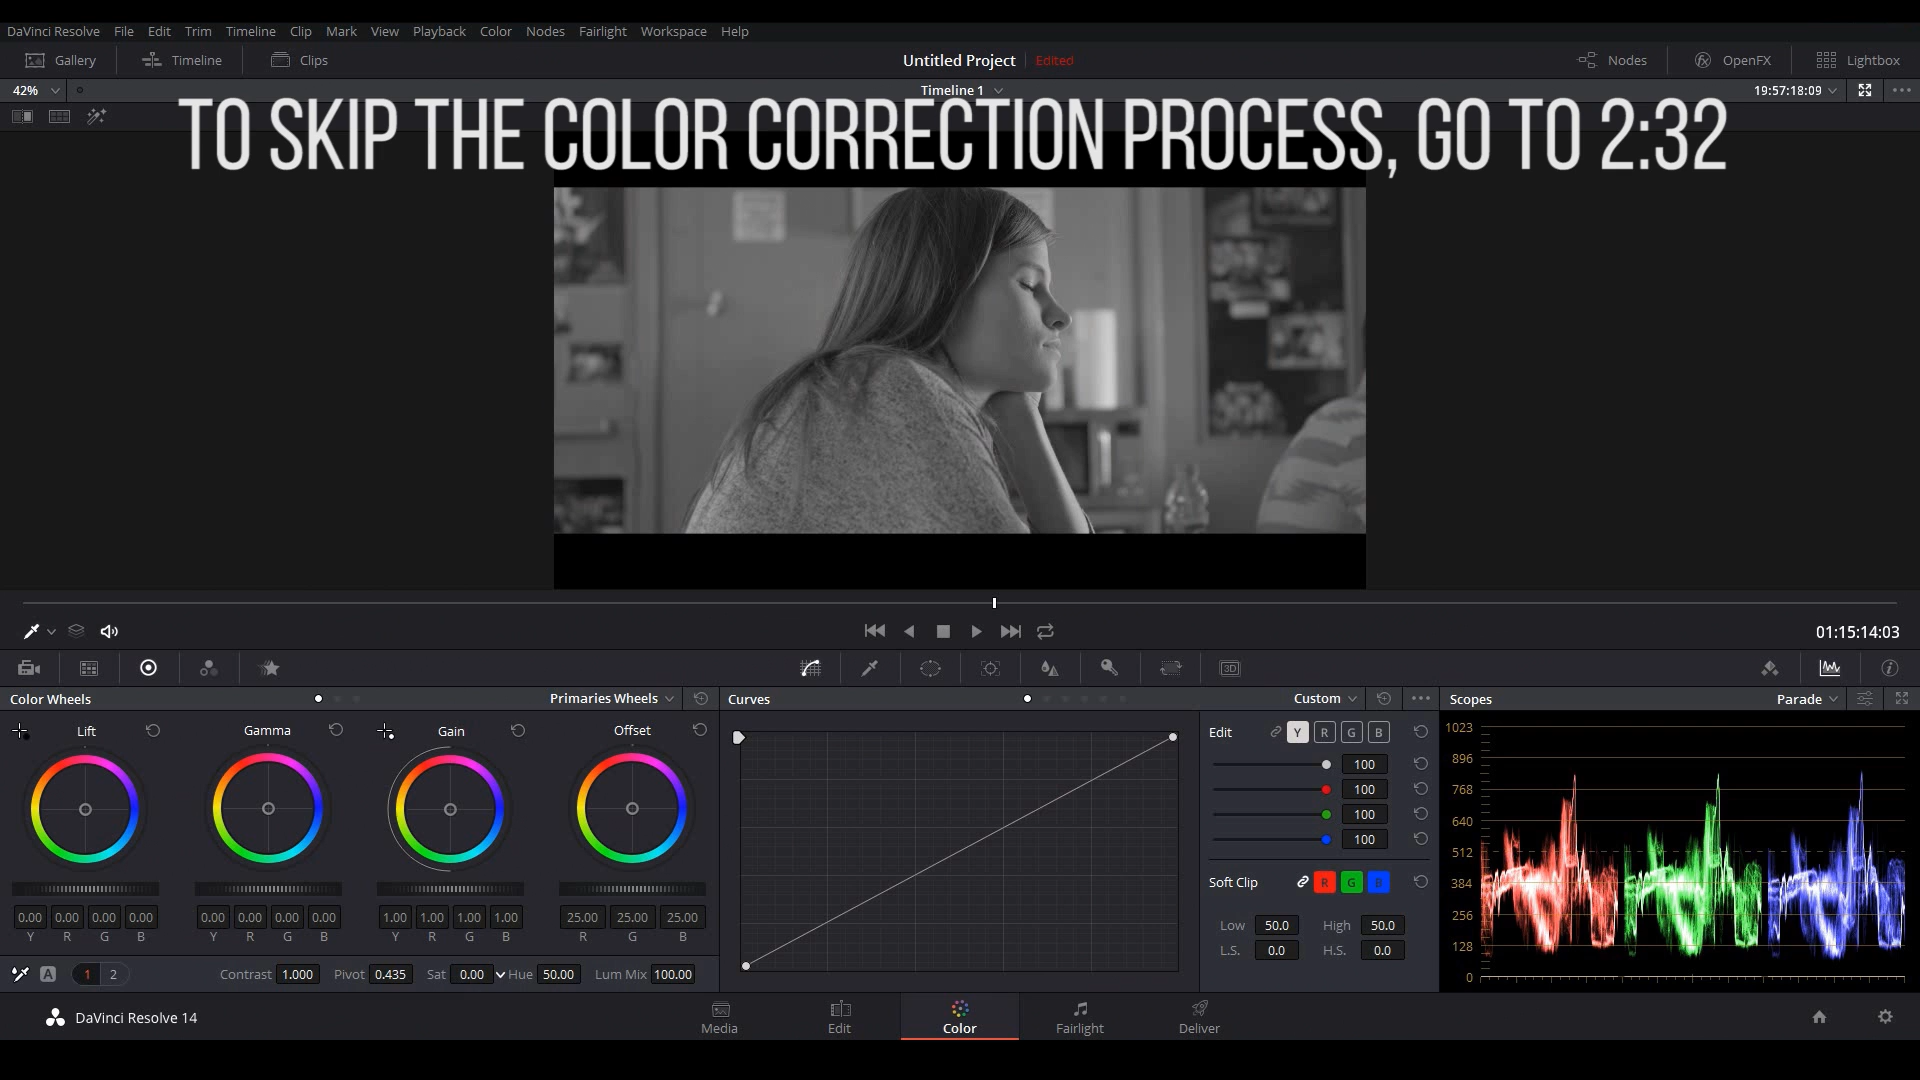 DaVinci Resolve File Edit Trim Timeline Clip Mark View Playback Color Nodes Fairlight Workspace Help
Gallery Timeline Clips Untitled Project Edited Nodes OpenFX Lightbox
42% Timeline 1 19:57:18:09
TO SKIP THE COLOR CORRECTION PROCESS, GO TO 2:32
01:15:14:03
3D
Color Wheels Primaries Wheels Curves Custom Scopes Parade
Lift Gamma Gain Offset
Edit Y R G B
100
100
100
100
Soft Clip R G B
Low 50.0 High 50.0
L.S. 0.0 H.S. 0.0
1023
896
768
640
512
384
256
128
0
0.00 0.00 0.00 0.00 0.00 0.00 0.00 0.00 1.00 1.00 1.00 1.00 25.00 25.00 25.00
Y R G B Y R G B Y R G B R G B
A 1 2 Contrast 1.000 Pivot 0.435 Sat 0.00 Hue 50.00 Lum Mix 100.00
DaVinci Resolve 14 Media Edit Color Fairlight Deliver